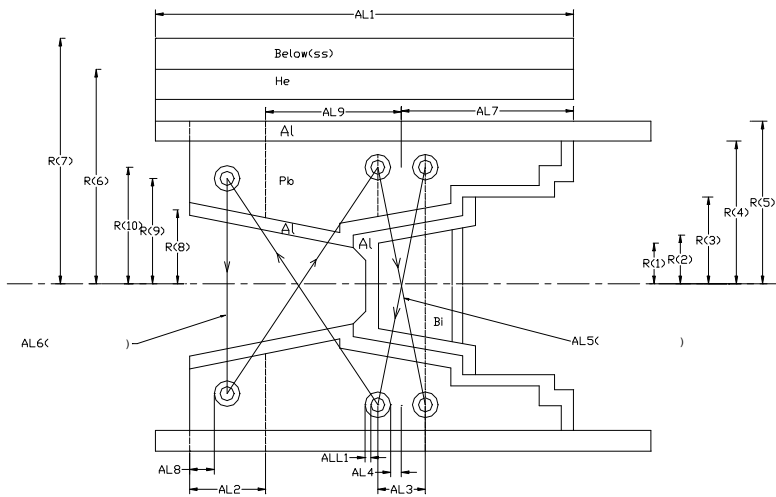 AL1
Below(ss)
He
AL9
AL7
Al
R(7)
R(6)
R(10)
R(9)
R(8)
Pb
Al
Al
R(1)
R(2)
R(3)
R(4)
R(5)
Bi
AL6( )
AL5( )
ALL1
AL8
AL4
AL2
AL3